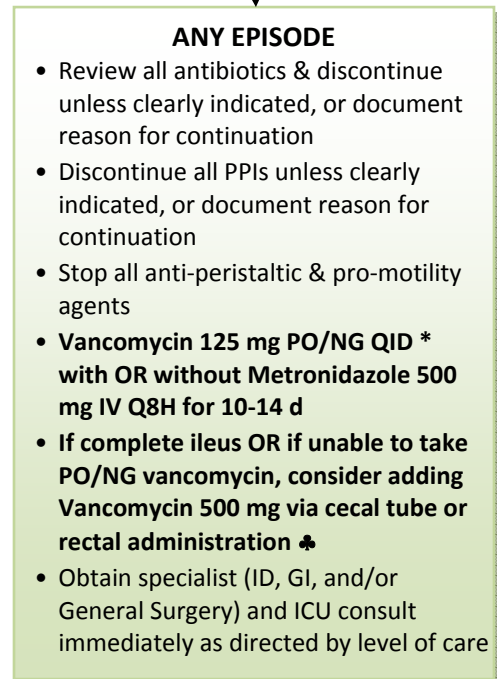 ANY EPISODE
• Review all antibiotics & discontinue
unless clearly indicated, or document
reason for continuation
• Discontinue all PPIs unless clearly
indicated, or document reason for
continuation
• Stop all anti-peristaltic & pro-motility
agents
• Vancomycin 125 mg PO/NG QID *
with OR without Metronidazole 500
mg IV Q8H for 10-14 d
• If complete ileus OR if unable to take
PO/NG vancomycin, consider adding
Vancomycin 500 mg via cecal tube or
rectal administration ♣
• Obtain specialist (ID, GI, and/or
General Surgery) and ICU consult
immediately as directed by level of care